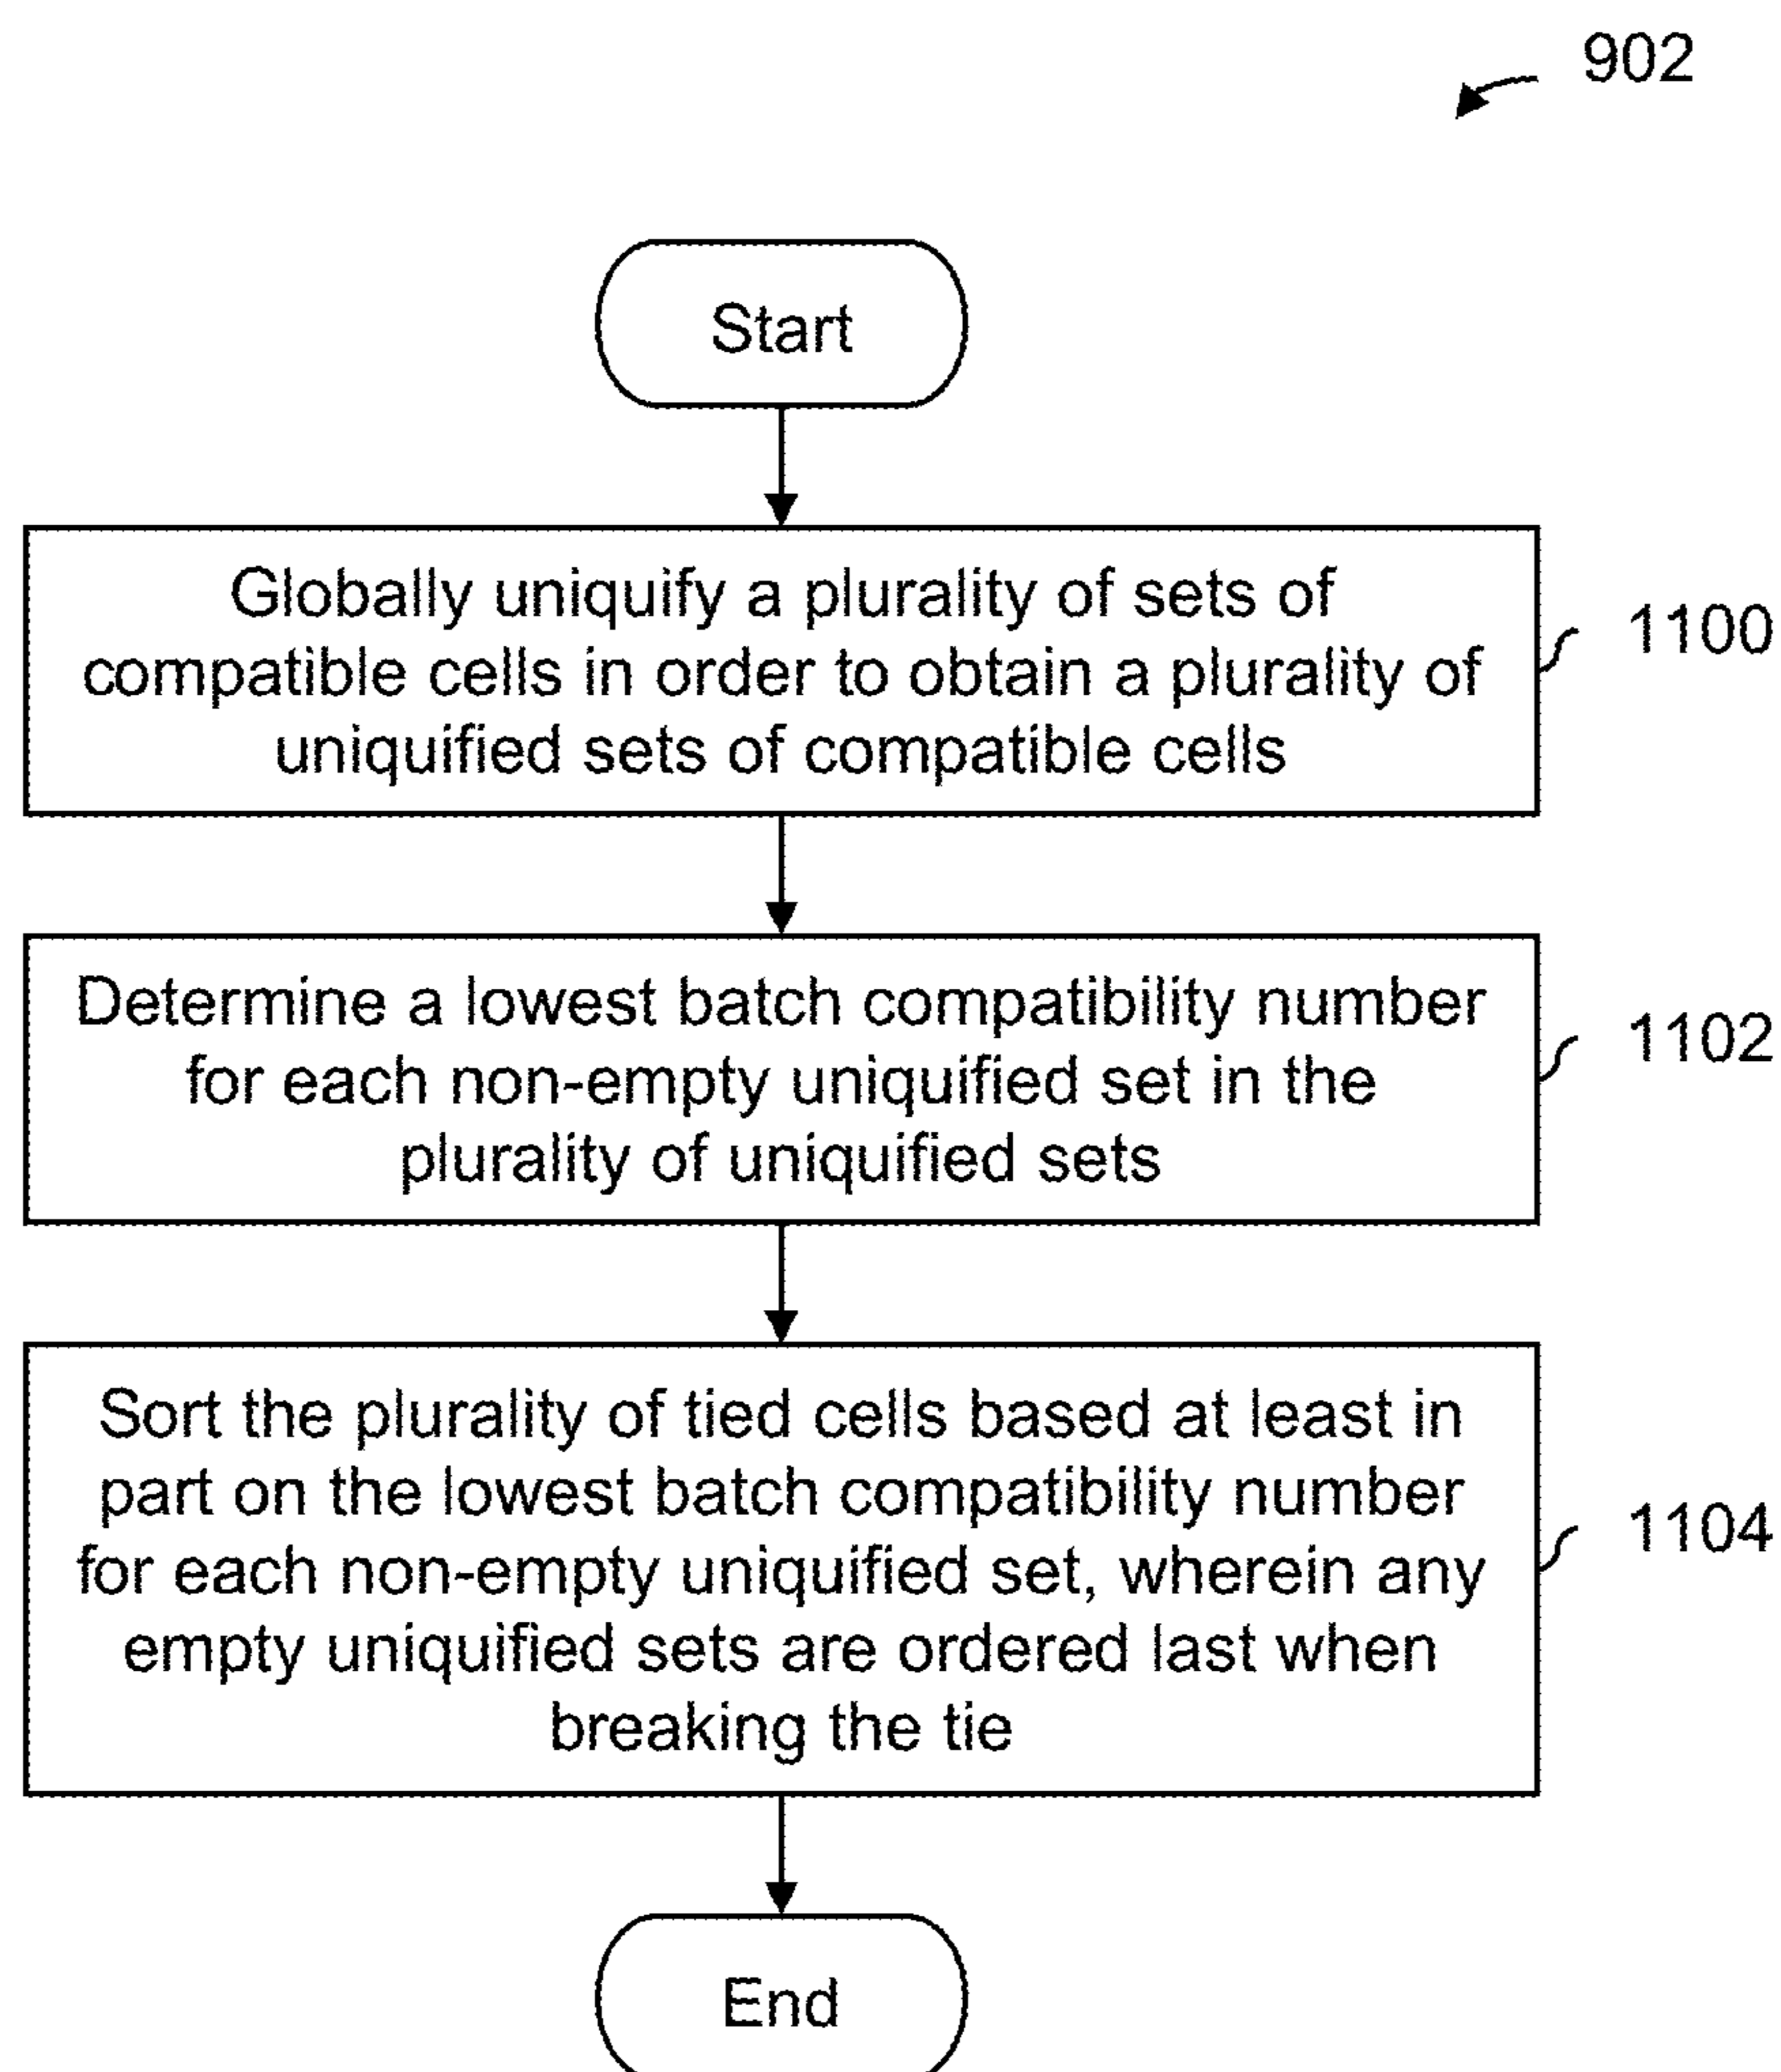 902
Start
Globally uniquify a plurality of sets of
compatible cells in order to obtain a plurality of
uniquified sets of compatible cells
1100
Determine a lowest batch compatibility number
for each non-empty uniquified set in the
plurality of uniquified sets
1102
Sort the plurality of tied cells based at least in
part on the lowest batch compatibility number
for each non-empty uniquified set, wherein any
empty uniquified sets are ordered last when
breaking the tie
1104
End